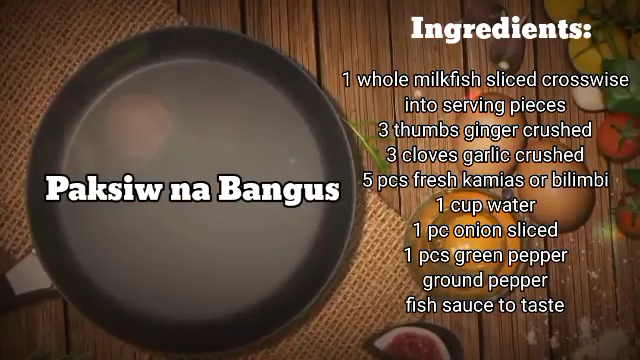 Ingredients:
1 whole milkfish sliced crosswise
into serving pieces
3 thumbs ginger crushed
3 cloves garlic crushed
5 pcs fresh kamias or bilimbi
1 cup water
1 pc onion sliced
1 pcs green pepper
ground pepper
fish sauce to taste
Paksiw na Bangus